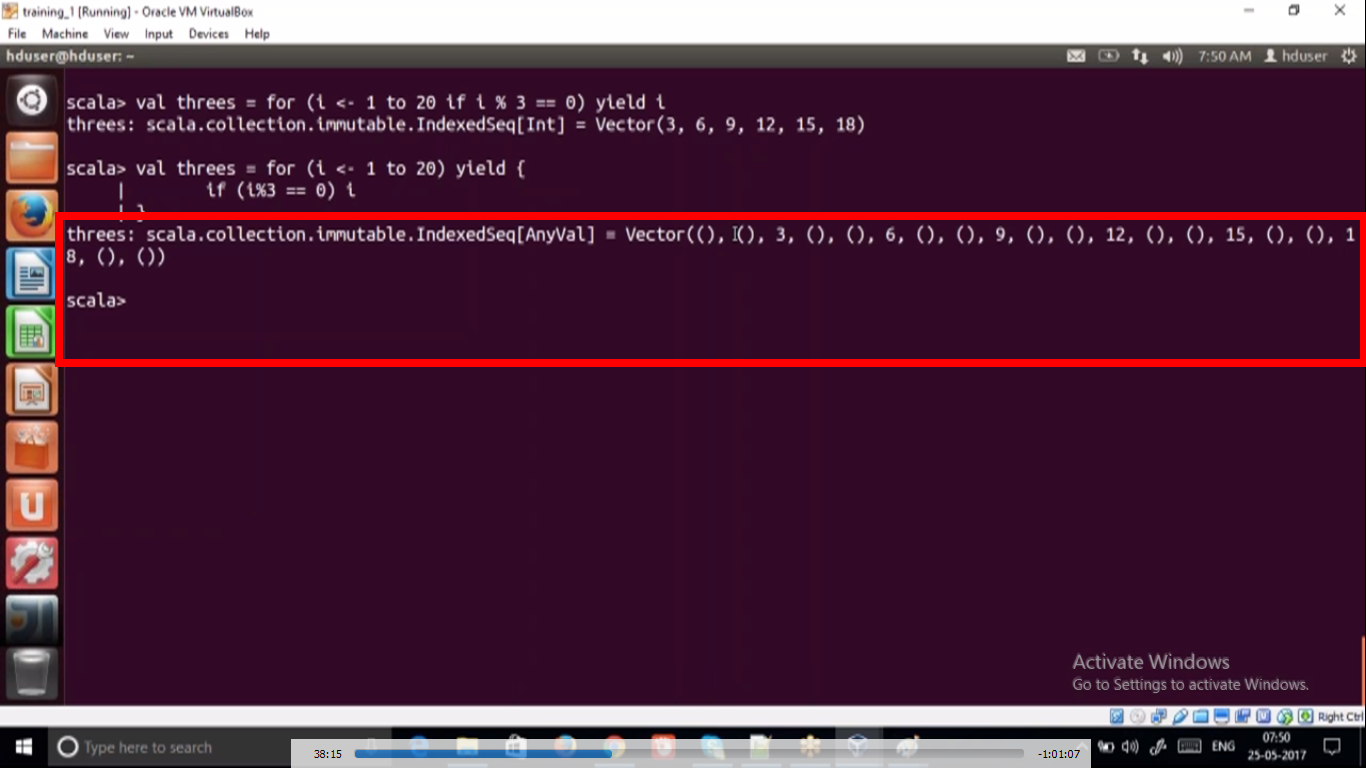 training_1 [Running] - Oracle VM VirtualBox
File Machine View Input Devices Help
hduser@hduser: ~ 7:50 AM hduser
scala> val threes = for (i <- 1 to 20 if i % 3 == 0) yield i
threes: scala.collection.immutable.IndexedSeq[Int] = Vector(3, 6, 9, 12, 15, 18)
scala> val threes = for (i <- 1 to 20) yield {
| if (i%3 == 0) i
| }
threes: scala.collection.immutable.IndexedSeq[AnyVal] = Vector((), (), 3, (), (), 6, (), (), 9, (), (), 12, (), (), 15, (), (), 1
8, (), ())
scala>
Activate Windows
Go to Settings to activate Windows.
Right Ctrl
Type here to search
38:15 -1:01:07
ENG
07:50
25-05-2017